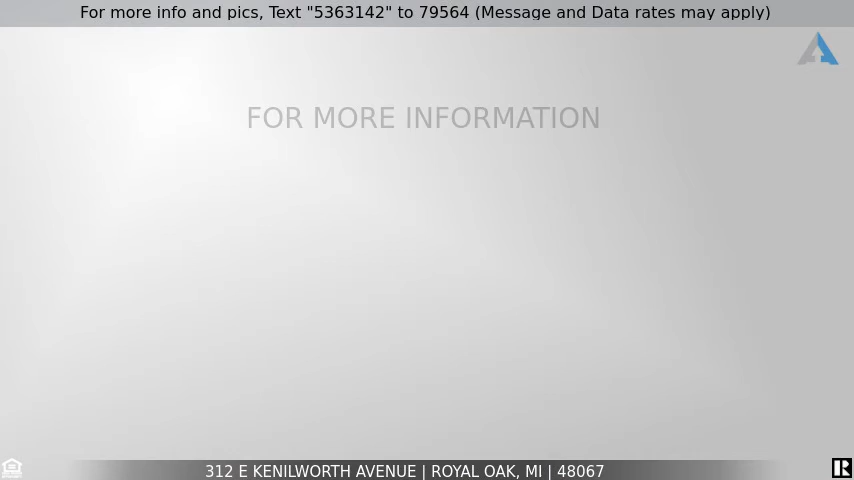 For more info and pics, Text "5363142" to 79564 (Message and Data rates may apply)
FOR MORE INFORMATION
312 E KENILWORTH AVENUE | ROYAL OAK, MI | 48067